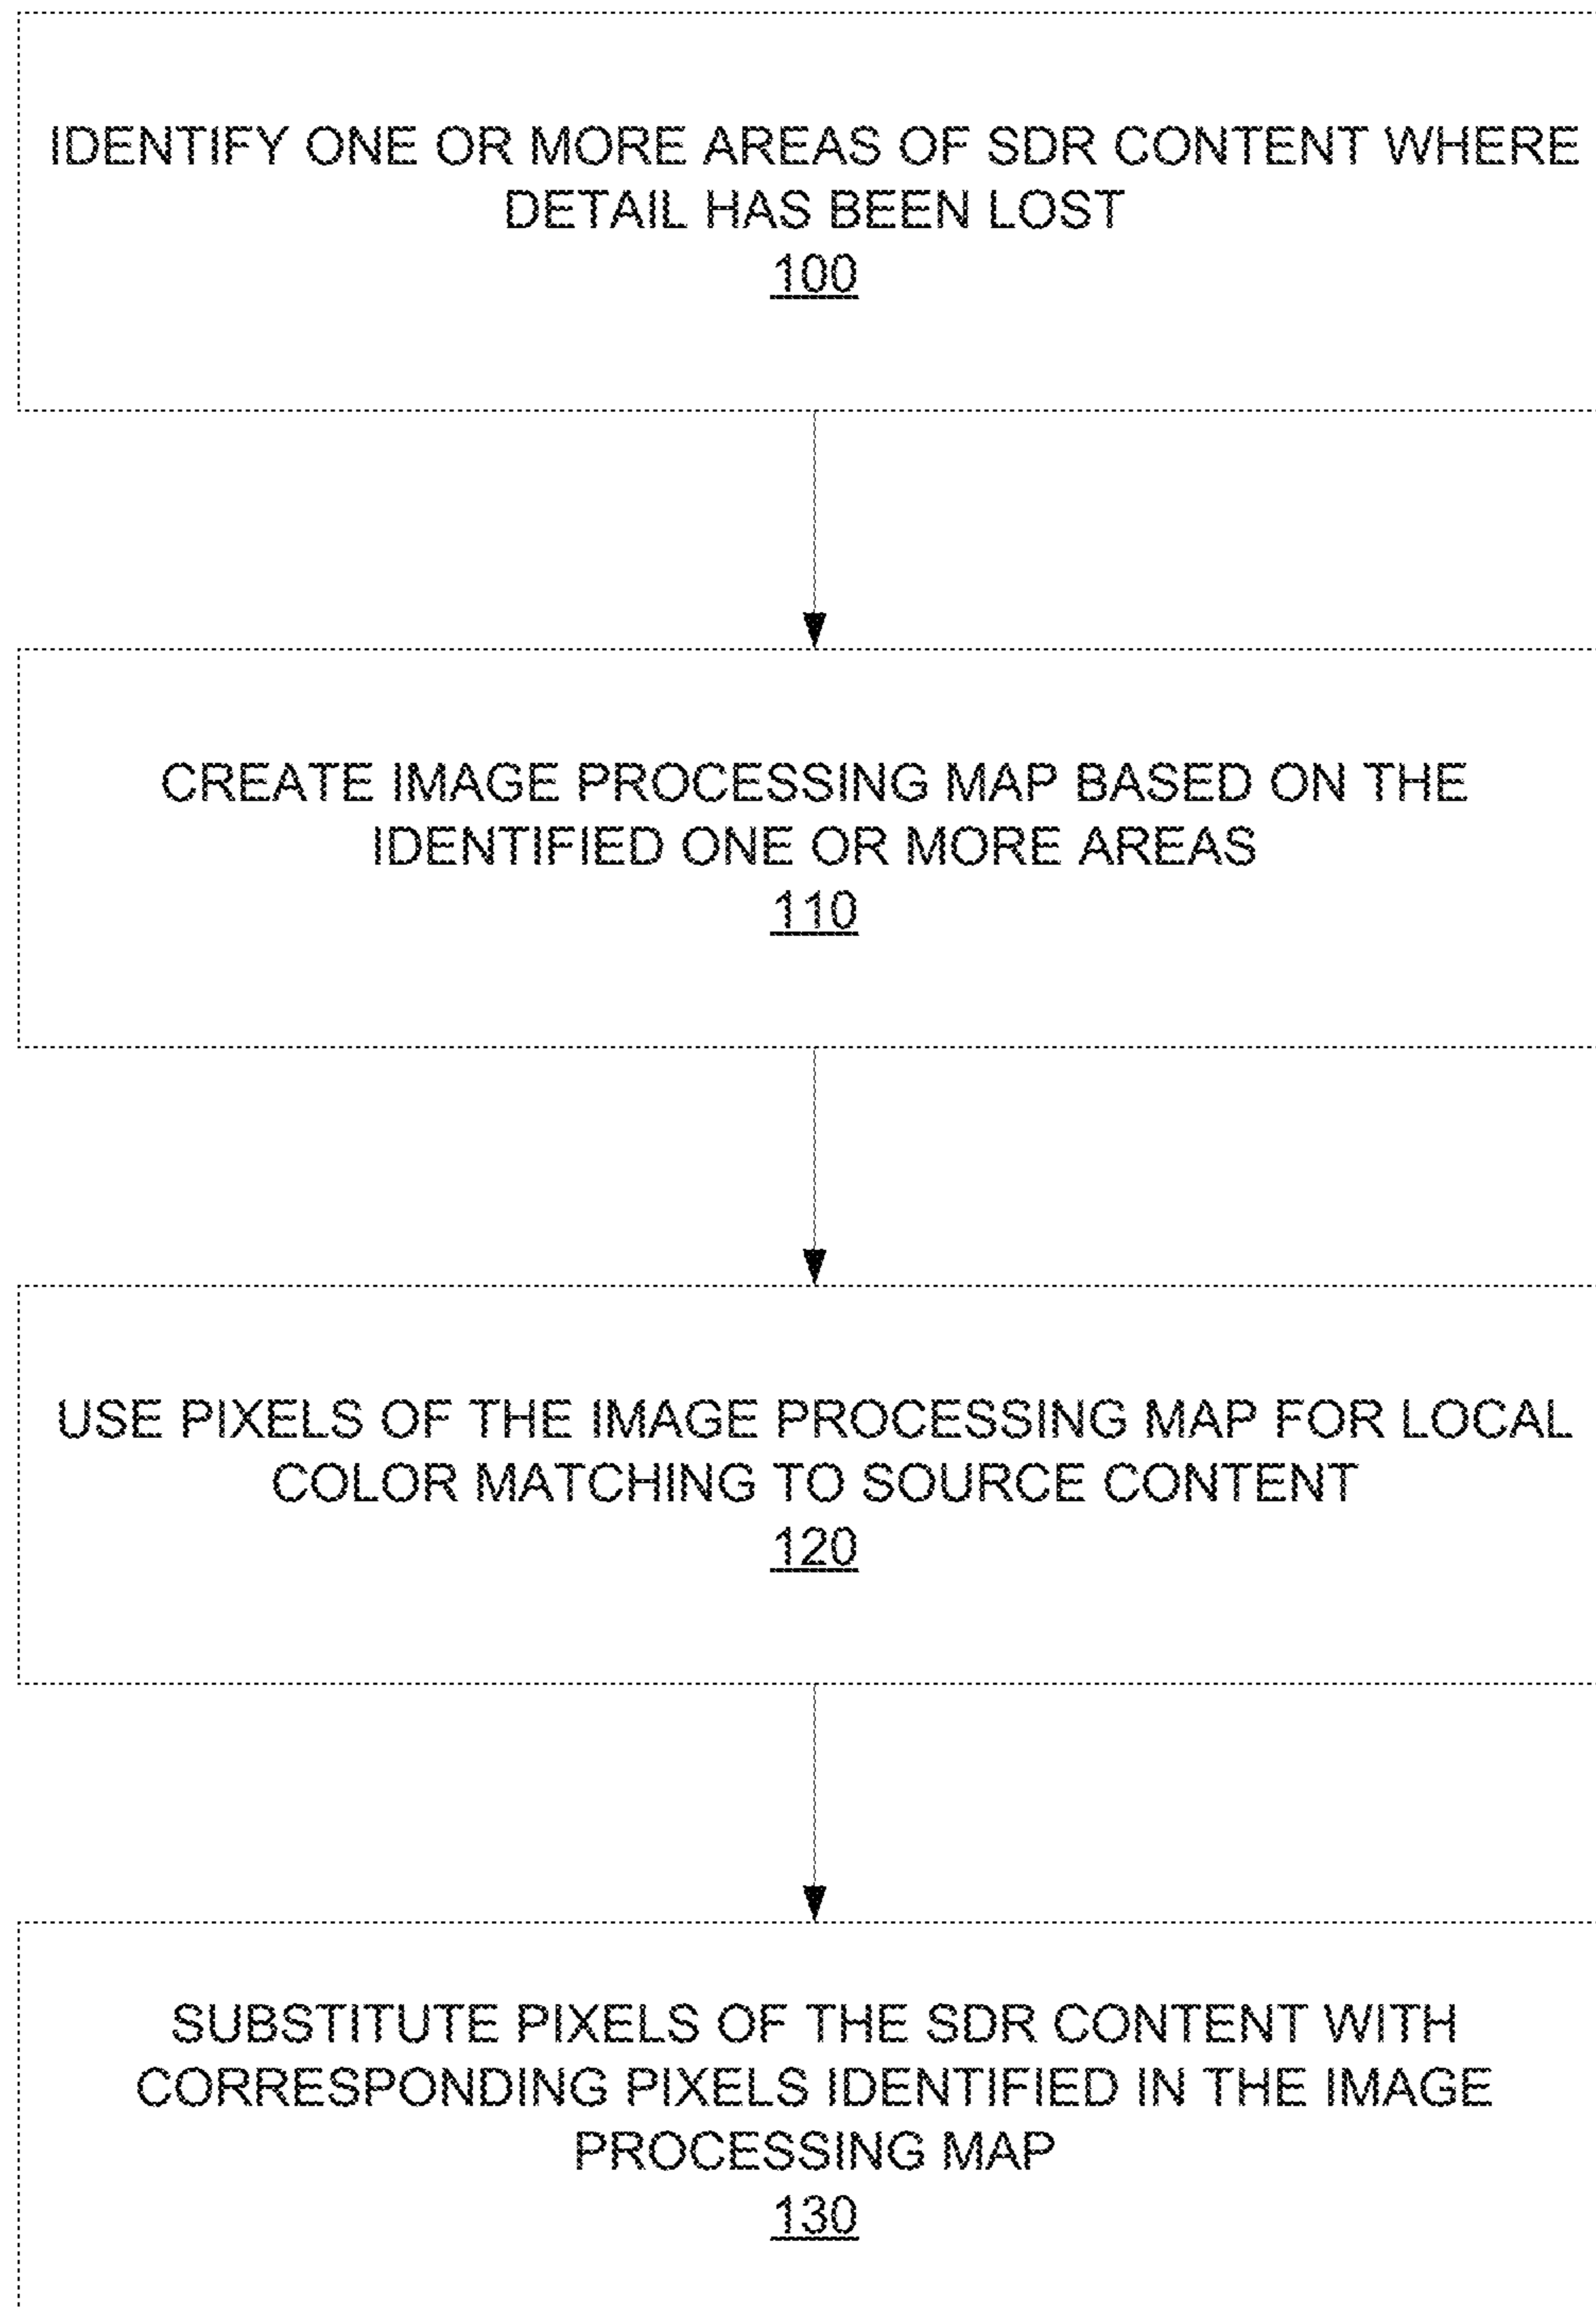 IDENTIFY ONE OR MORE AREAS OF SDR CONTENT WHERE
DETAIL HAS BEEN LOST
100
CREATE IMAGE PROCESSING MAP BASED ON THE
IDENTIFIED ONE OR MORE AREAS
110
USE PIXELS OF THE IMAGE PROCESSING MAP FOR LOCAL
COLOR MATCHING TO SOURCE CONTENT
120
SUBSTITUTE PIXELS OF THE SDR CONTENT WITH
CORRESPONDING PIXELS IDENTIFIED IN THE IMAGE
PROCESSING MAP
130